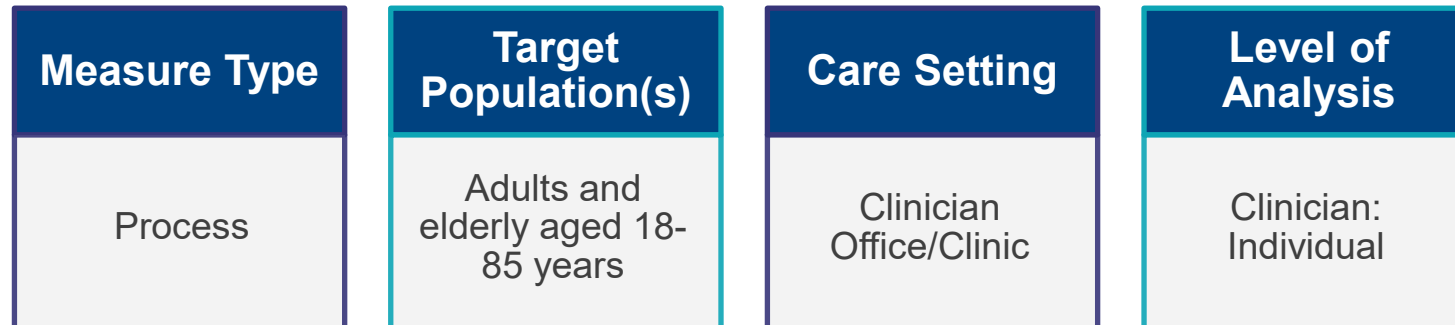 Measure Type
Process
Target
Population(s)
Adults and
elderly aged 18-
85 years
Care Setting
Clinician
Office/Clinic
Level of
Analysis
Clinician:
Individual